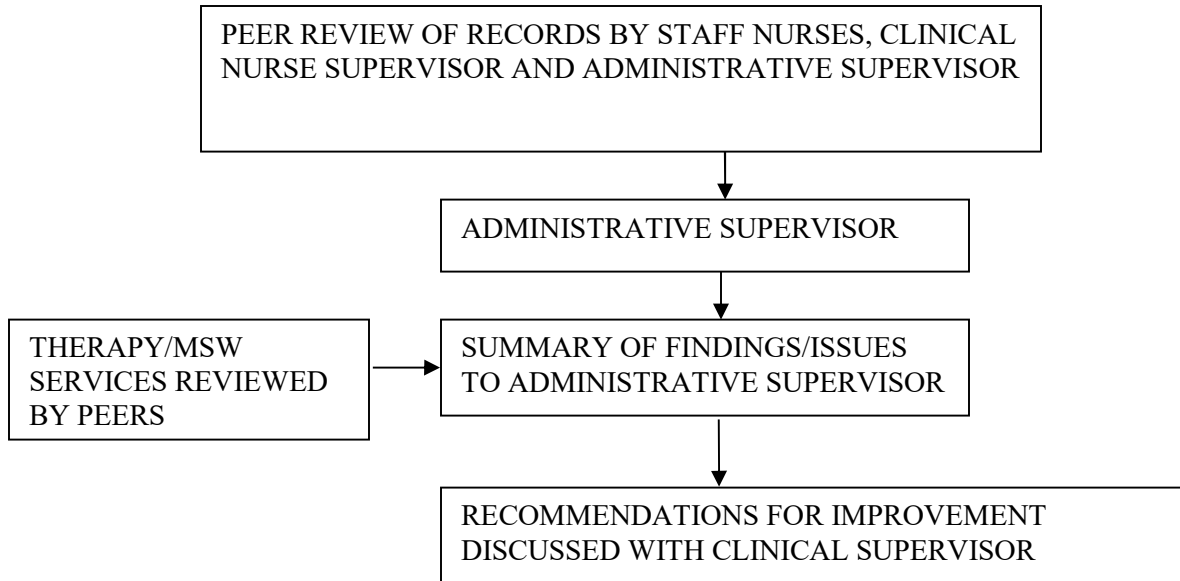 PEER REVIEW OF RECORDS BY STAFF NURSES, CLINICAL
NURSE SUPERVISOR AND ADMINISTRATIVE SUPERVISOR
ADMINISTRATIVE SUPERVISOR
THERAPY/MSW
SERVICES REVIEWED
BY PEERS
SUMMARY OF FINDINGS/ISSUES
TO ADMINISTRATIVE SUPERVISOR
RECOMMENDATIONS FOR IMPROVEMENT
DISCUSSED WITH CLINICAL SUPERVISOR